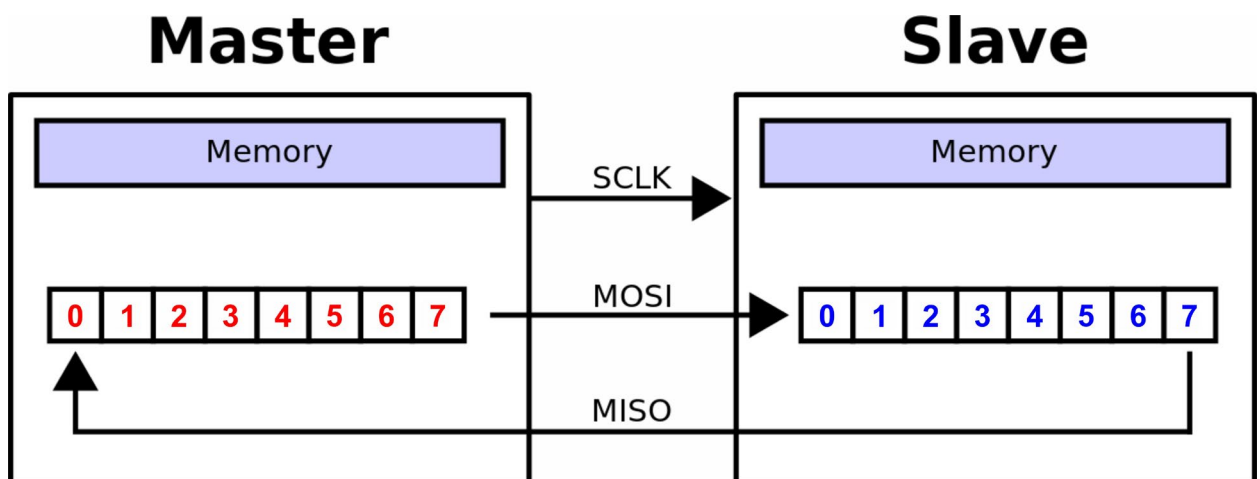 Master
Slave
Memory
SCLK
Memory
0 1 2 3 4 5 6 7
MOSI
0 1 2 3 4 5 6 7
MISO